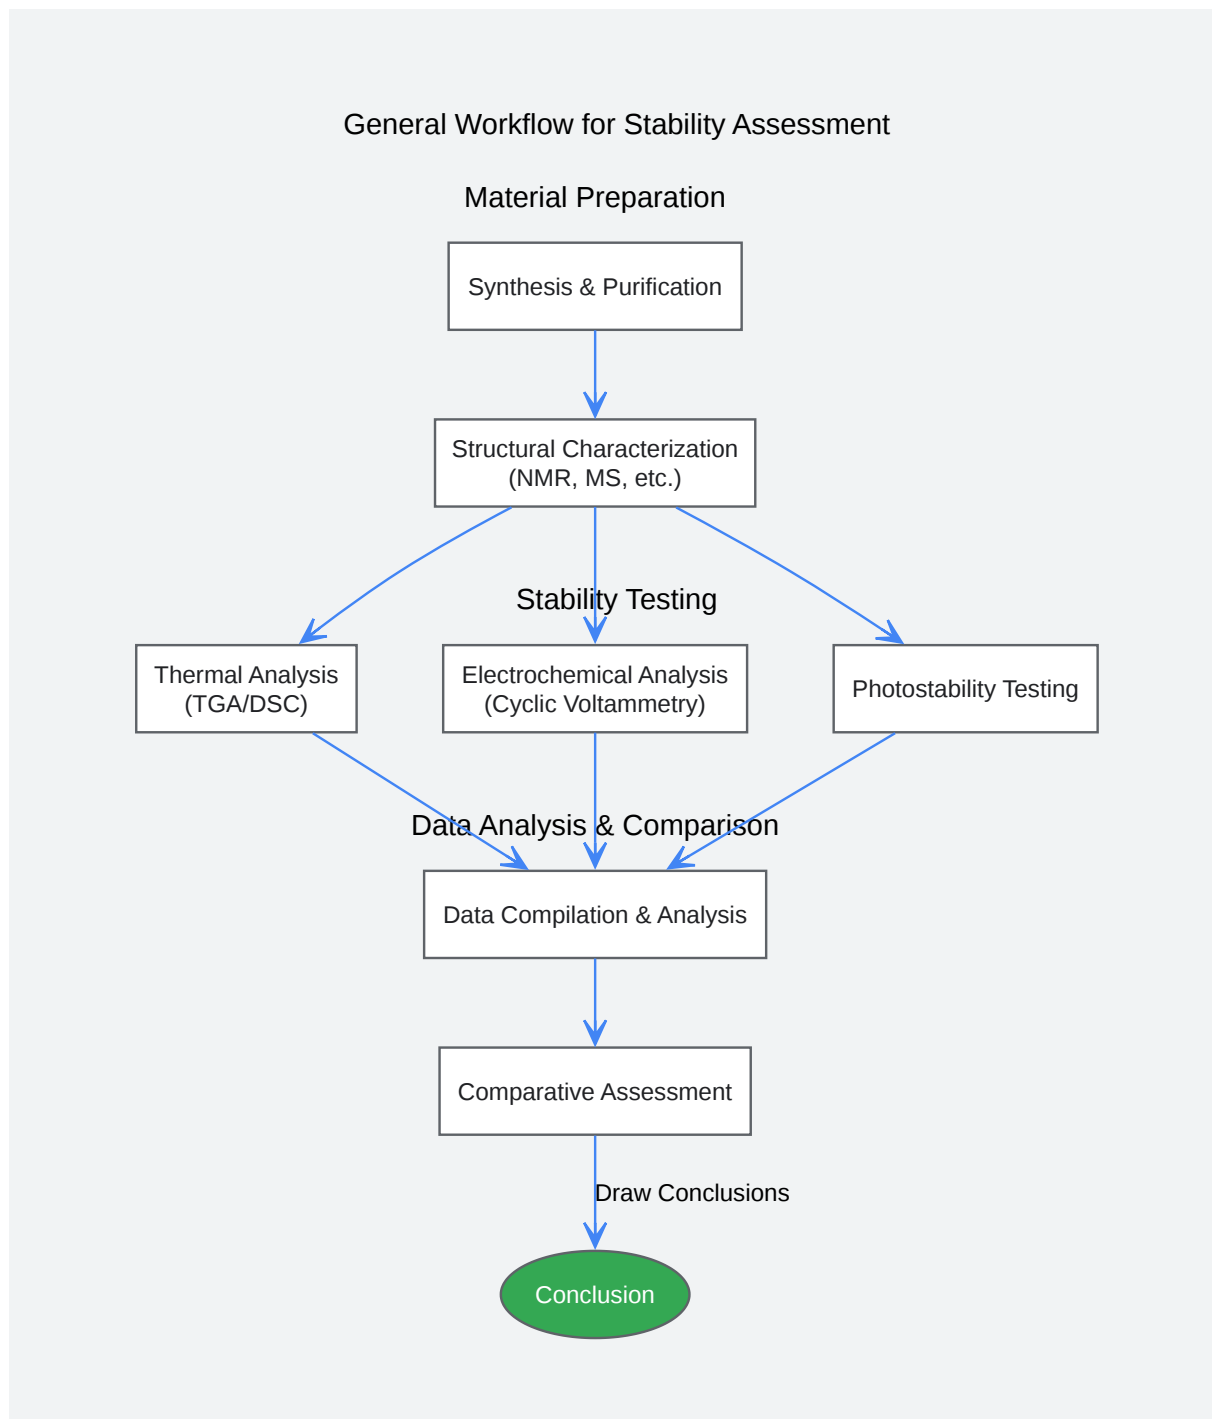 General Workflow for Stability Assessment
Material Preparation
Synthesis & Purification
Structural Characterization
(NMR, MS, etc.)
Stability Testing
Thermal Analysis
(TGA/DSC)
Electrochemical Analysis
(Cyclic Voltammetry)
Photostability Testing
Data Analysis & Comparison
Data Compilation & Analysis
Comparative Assessment
Draw Conclusions
Conclusion